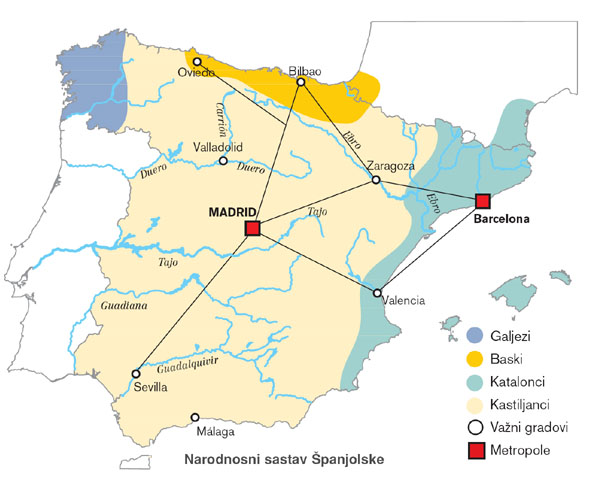 Oviedo
Bilbao
Carrión
Ebro
Valladolid
Duero
Duero
Zaragoza
Ebro
MADRID
Tajo
Barcelona
Tajo
Guadiana
Valencia
Guadalquivir
Sevilla
Málaga
Galjezi
Baski
Katalonci
Kastiljanci
Važni gradovi
Metropole
Narodnosni sastav Španjolske